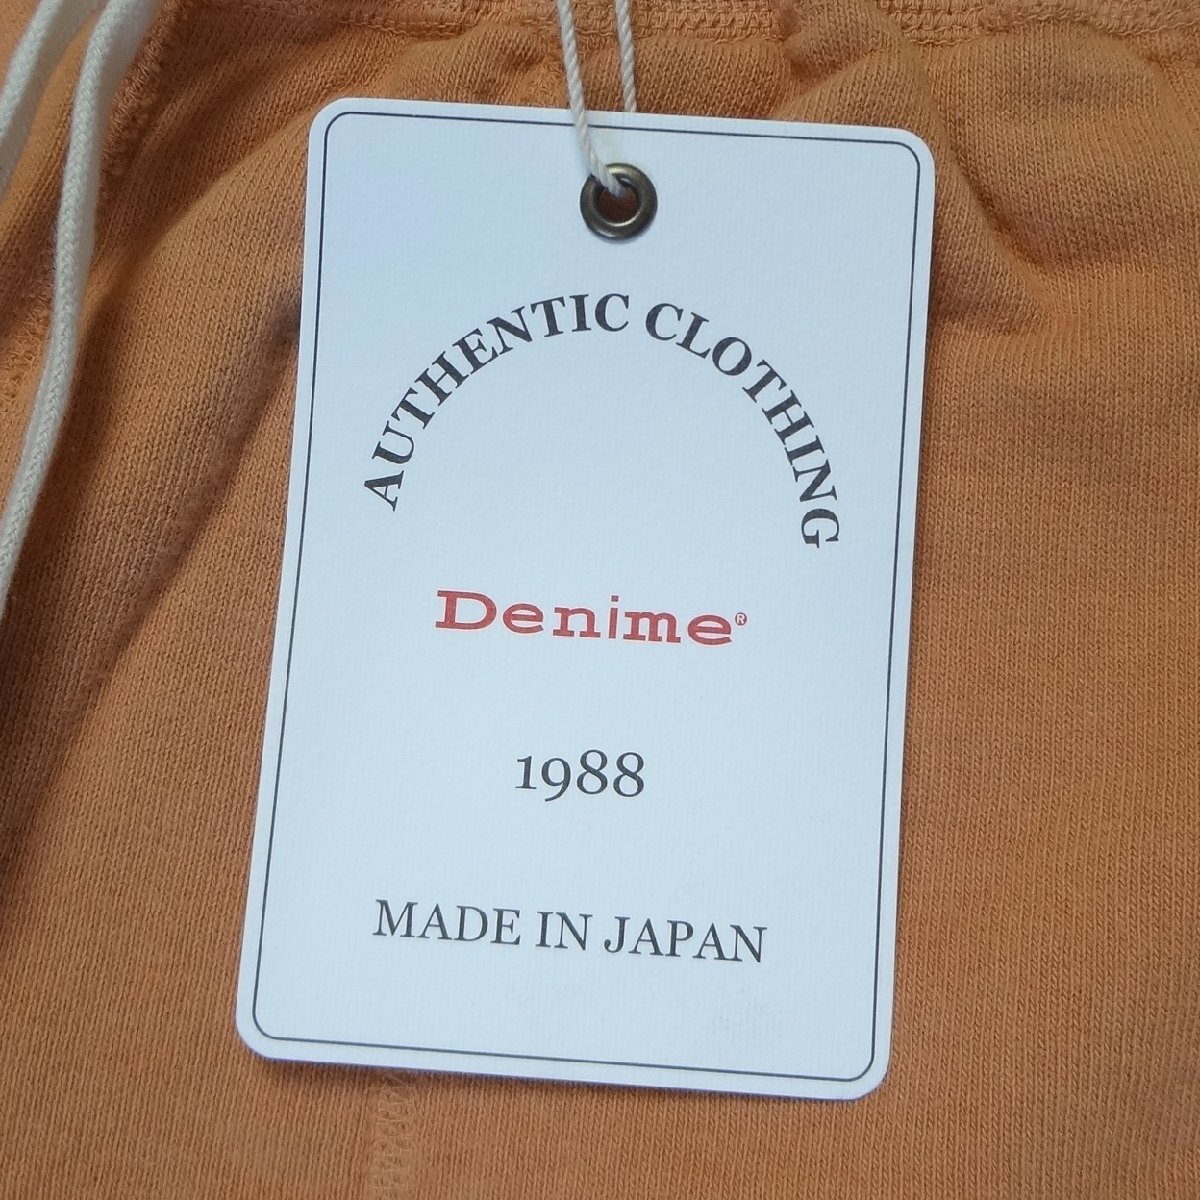 AUTHENTIC CLOTHING
Denime®
1988
MADE IN JAPAN